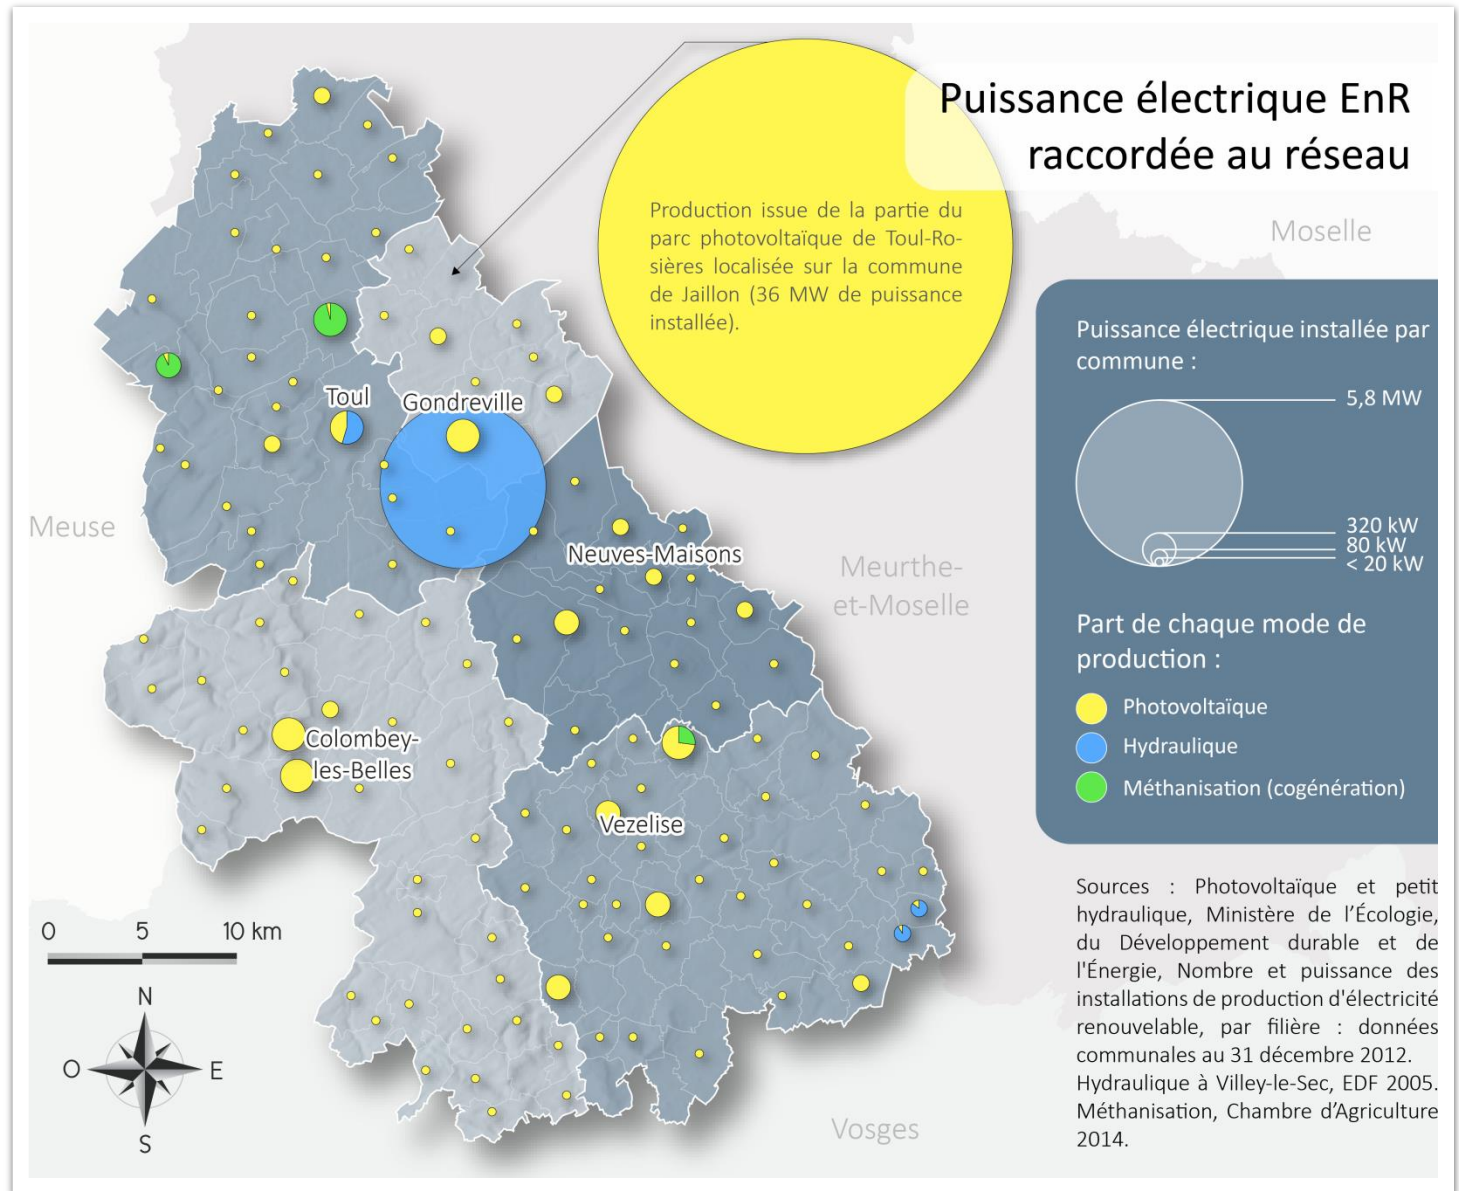 Puissance électrique EnR
raccordée au réseau
Production issue de la partie du
parc photovoltaïque de Toul-Ro-
sières localisée sur la commune
de Jaillon (36 MW de puissance
installée).
Moselle
Puissance électrique installée par
commune :
5,8 MW
320 kW
80 kW
< 20 kW
Part de chaque mode de
production :
Photovoltaïque
Hydraulique
Méthanisation (cogénération)
Toul
Gondreville
Meuse
Neuves-Maisons
Meurthe-
et-Moselle
Colombey-
les-Belles
Vezelise
Vosges
0 5 10 km
N
O E
S
Sources : Photovoltaïque et petit
hydraulique, Ministère de l'Écologie,
du Développement durable et de
l'Énergie, Nombre et puissance des
installations de production d'électricité
renouvelable, par filière : données
communales au 31 décembre 2012.
Hydraulique à Villey-le-Sec, EDF 2005.
Méthanisation, Chambre d'Agriculture
2014.